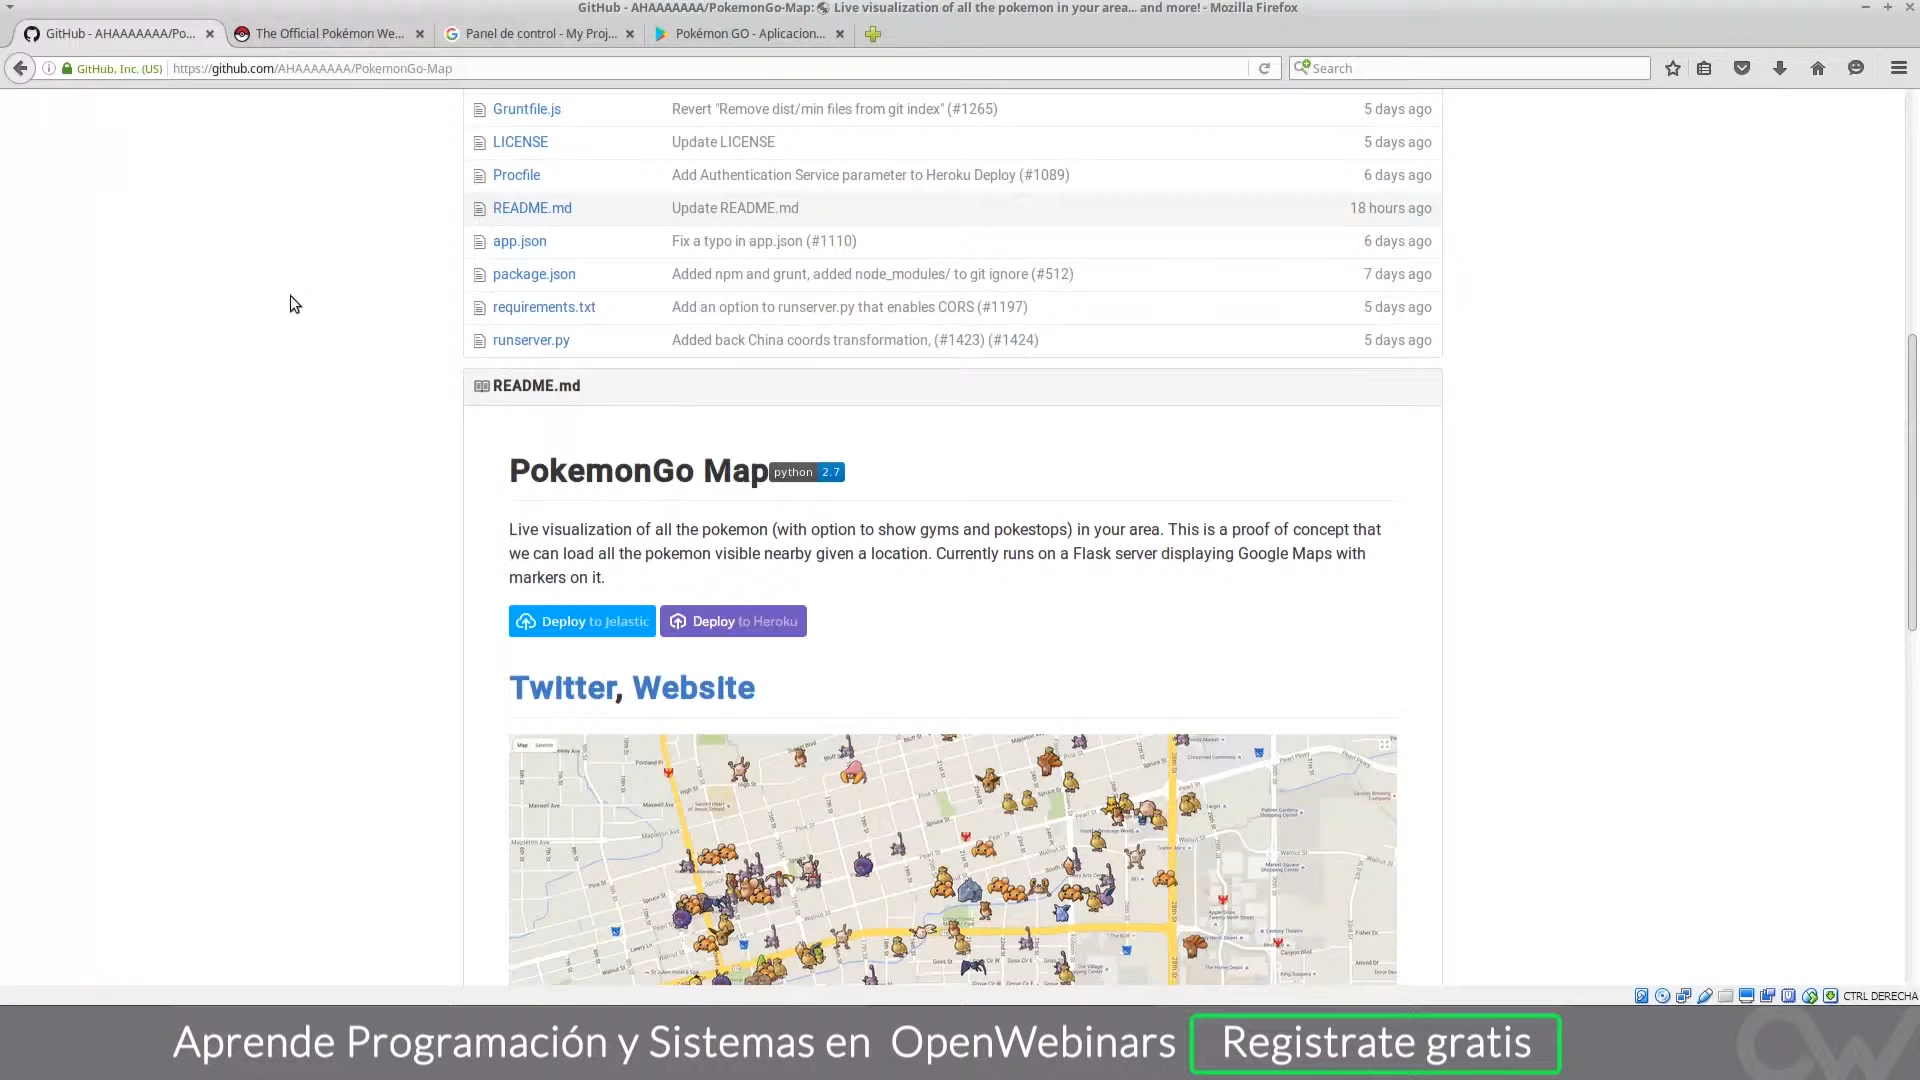 GitHub - AHAAAAAAA/PokemonGo-Map: Live visualization of all the pokemon in your area... and more! - Mozilla Firefox
GitHub - AHAAAAAAA/Po...
The Official Pokémon We...
Panel de control - My Proj...
Pokémon GO - Aplicacion...
GitHub, Inc. (US)
https://github.com/AHAAAAAAA/PokemonGo-Map
Search
Gruntfile.js Revert "Remove dist/min files from git index" (#1265) 5 days ago
LICENSE Update LICENSE 5 days ago
Procfile Add Authentication Service parameter to Heroku Deploy (#1089) 6 days ago
README.md Update README.md 18 hours ago
app.json Fix a typo in app.json (#1110) 6 days ago
package.json Added npm and grunt, added node_modules/ to git ignore (#512) 7 days ago
requirements.txt Add an option to runserver.py that enables CORS (#1197) 5 days ago
runserver.py Added back China coords transformation, (#1423) (#1424) 5 days ago
README.md
PokemonGo Map python 2.7
Live visualization of all the pokemon (with option to show gyms and pokestops) in your area. This is a proof of concept that
we can load all the pokemon visible nearby given a location. Currently runs on a Flask server displaying Google Maps with
markers on it.
Deploy to Jelastic
Deploy to Heroku
Twitter, Website
Map
CTRL DERECHA
Aprende Programación y Sistemas en OpenWebinars Registrate gratis